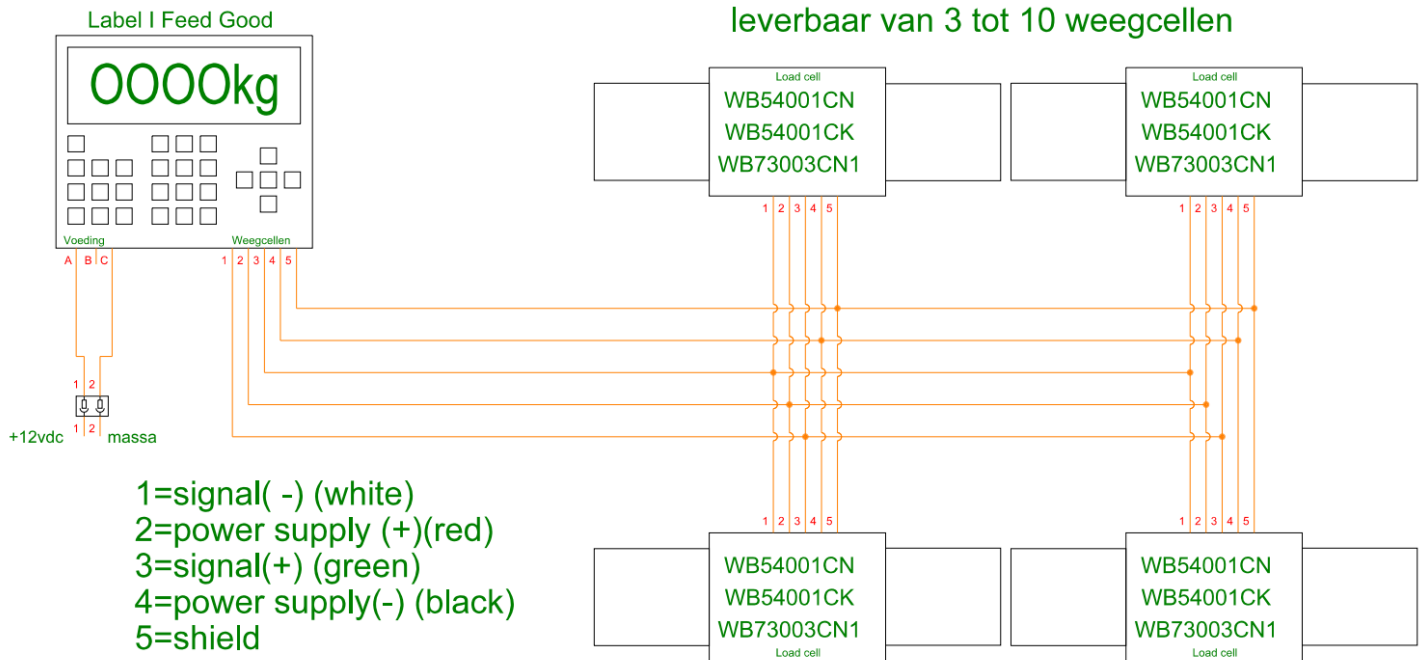 Label I Feed Good
OOOOkg
Voeding
Weegcellen
A B C
1 2 3 4 5
1 2
1 2
+12vdc
massa
1=signal( -) (white)
2=power supply (+)(red)
3=signal(+) (green)
4=power supply(-) (black)
5=shield
leverbaar van 3 tot 10 weegcellen
Load cell
WB54001CN
WB54001CK
WB73003CN1
1 2 3 4 5
Load cell
WB54001CN
WB54001CK
WB73003CN1
1 2 3 4 5
1 2 3 4 5
WB54001CN
WB54001CK
WB73003CN1
Load cell
1 2 3 4 5
WB54001CN
WB54001CK
WB73003CN1
Load cell